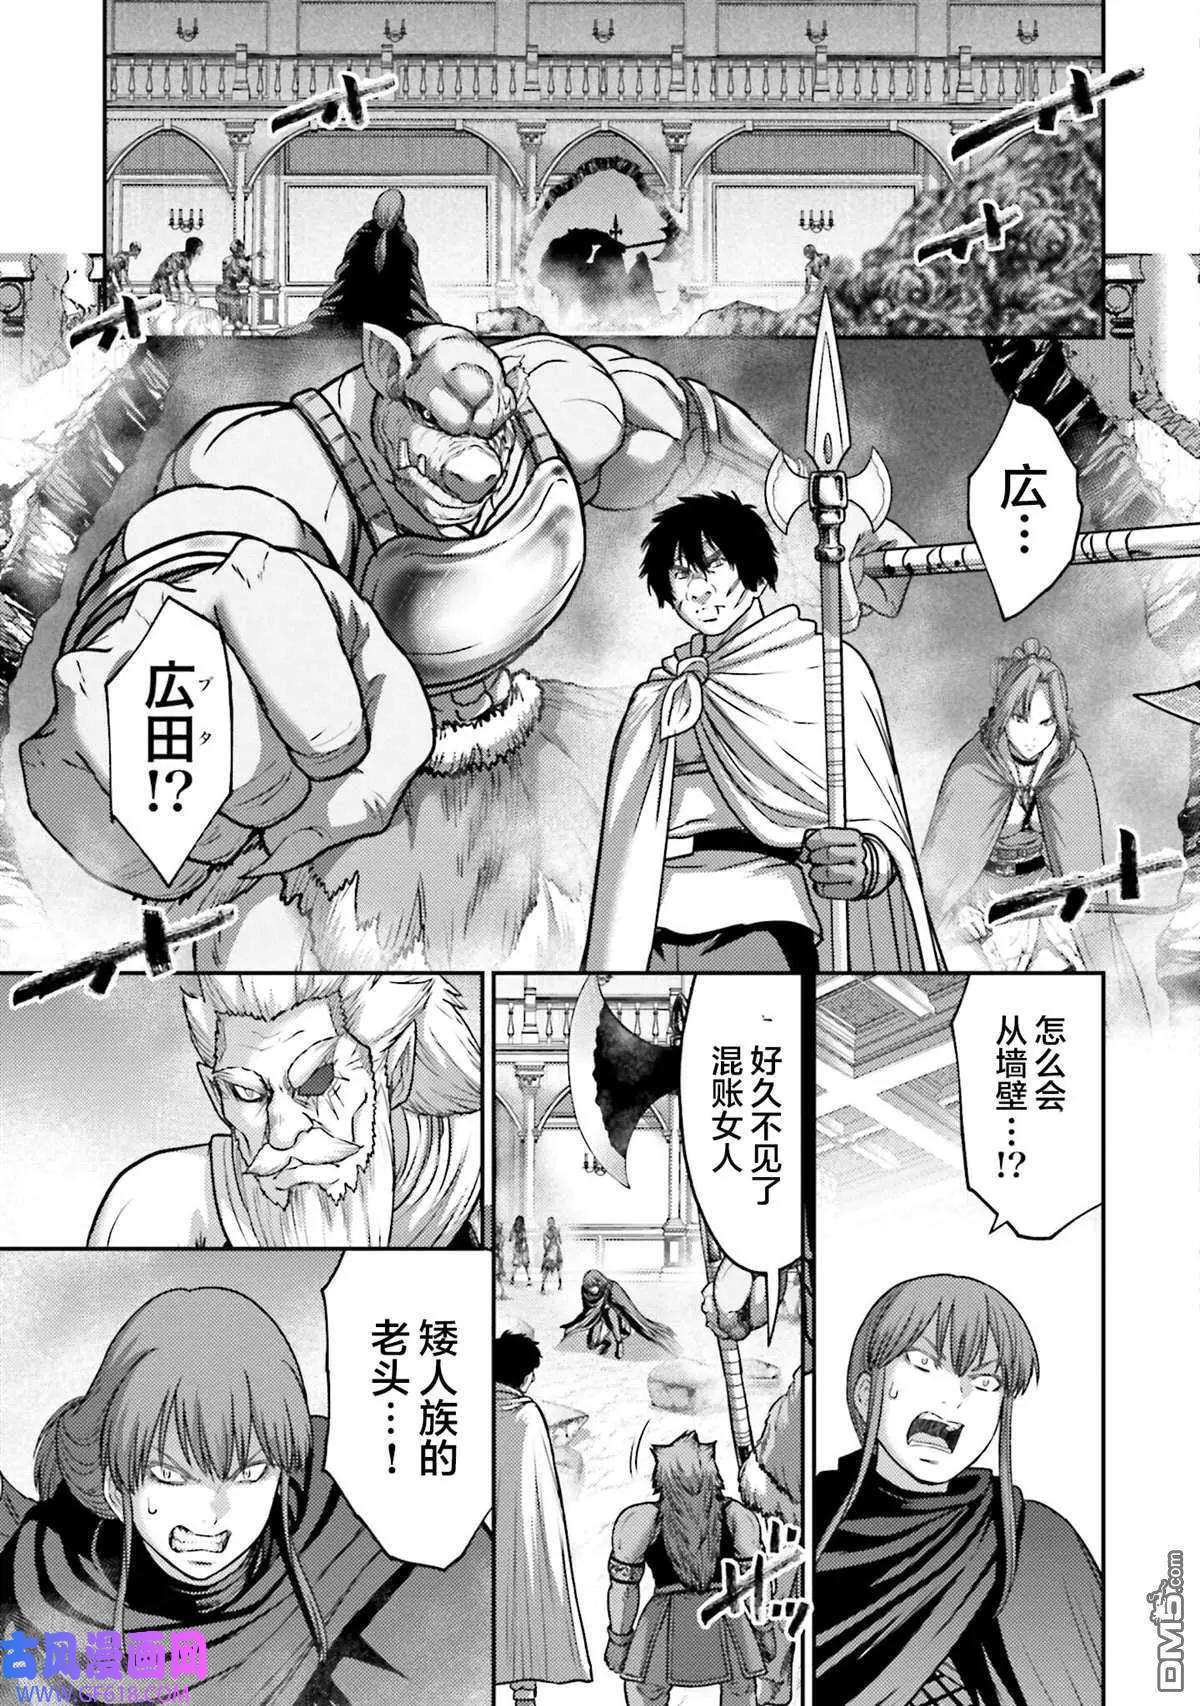 広…
広田!?
ブタ
怎么会
从墙壁…!?
好久不见了
混账女人
矮人族的
老头…!
古风漫画网
WWW.GF618.COM
DM5.com